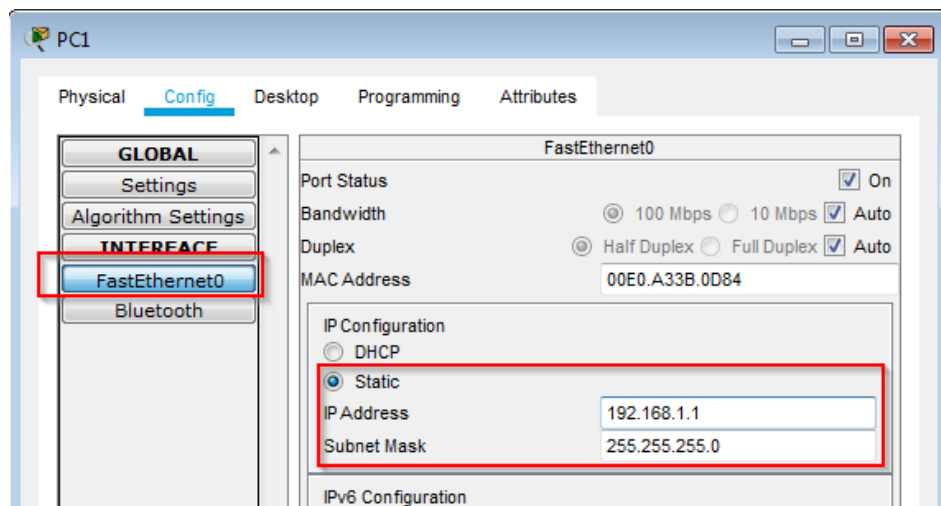 PC1
Physical Config Desktop Programming Attributes
GLOBAL
Settings
Algorithm Settings
INTERFACE
FastEthernet0
Bluetooth
FastEthernet0
Port Status On
Bandwidth 100 Mbps 10 Mbps Auto
Duplex Half Duplex Full Duplex Auto
MAC Address 00E0.A33B.0D84
IP Configuration
DHCP
Static
IP Address 192.168.1.1
Subnet Mask 255.255.255.0
IPv6 Configuration